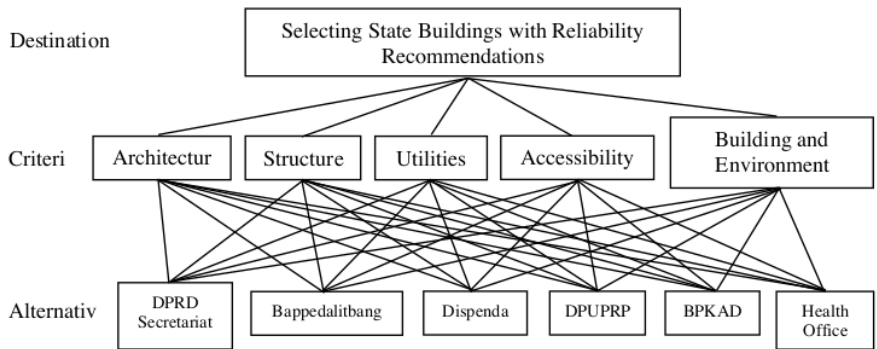 Destination
Selecting State Buildings with Reliability
Recommendations
Criteri
Architectur
Structure
Utilities
Accessibility
Building and
Environment
Alternativ
DPRD
Secretariat
Bappedalitbang
Dispenda
DPUPRP
BPKAD
Health
Office